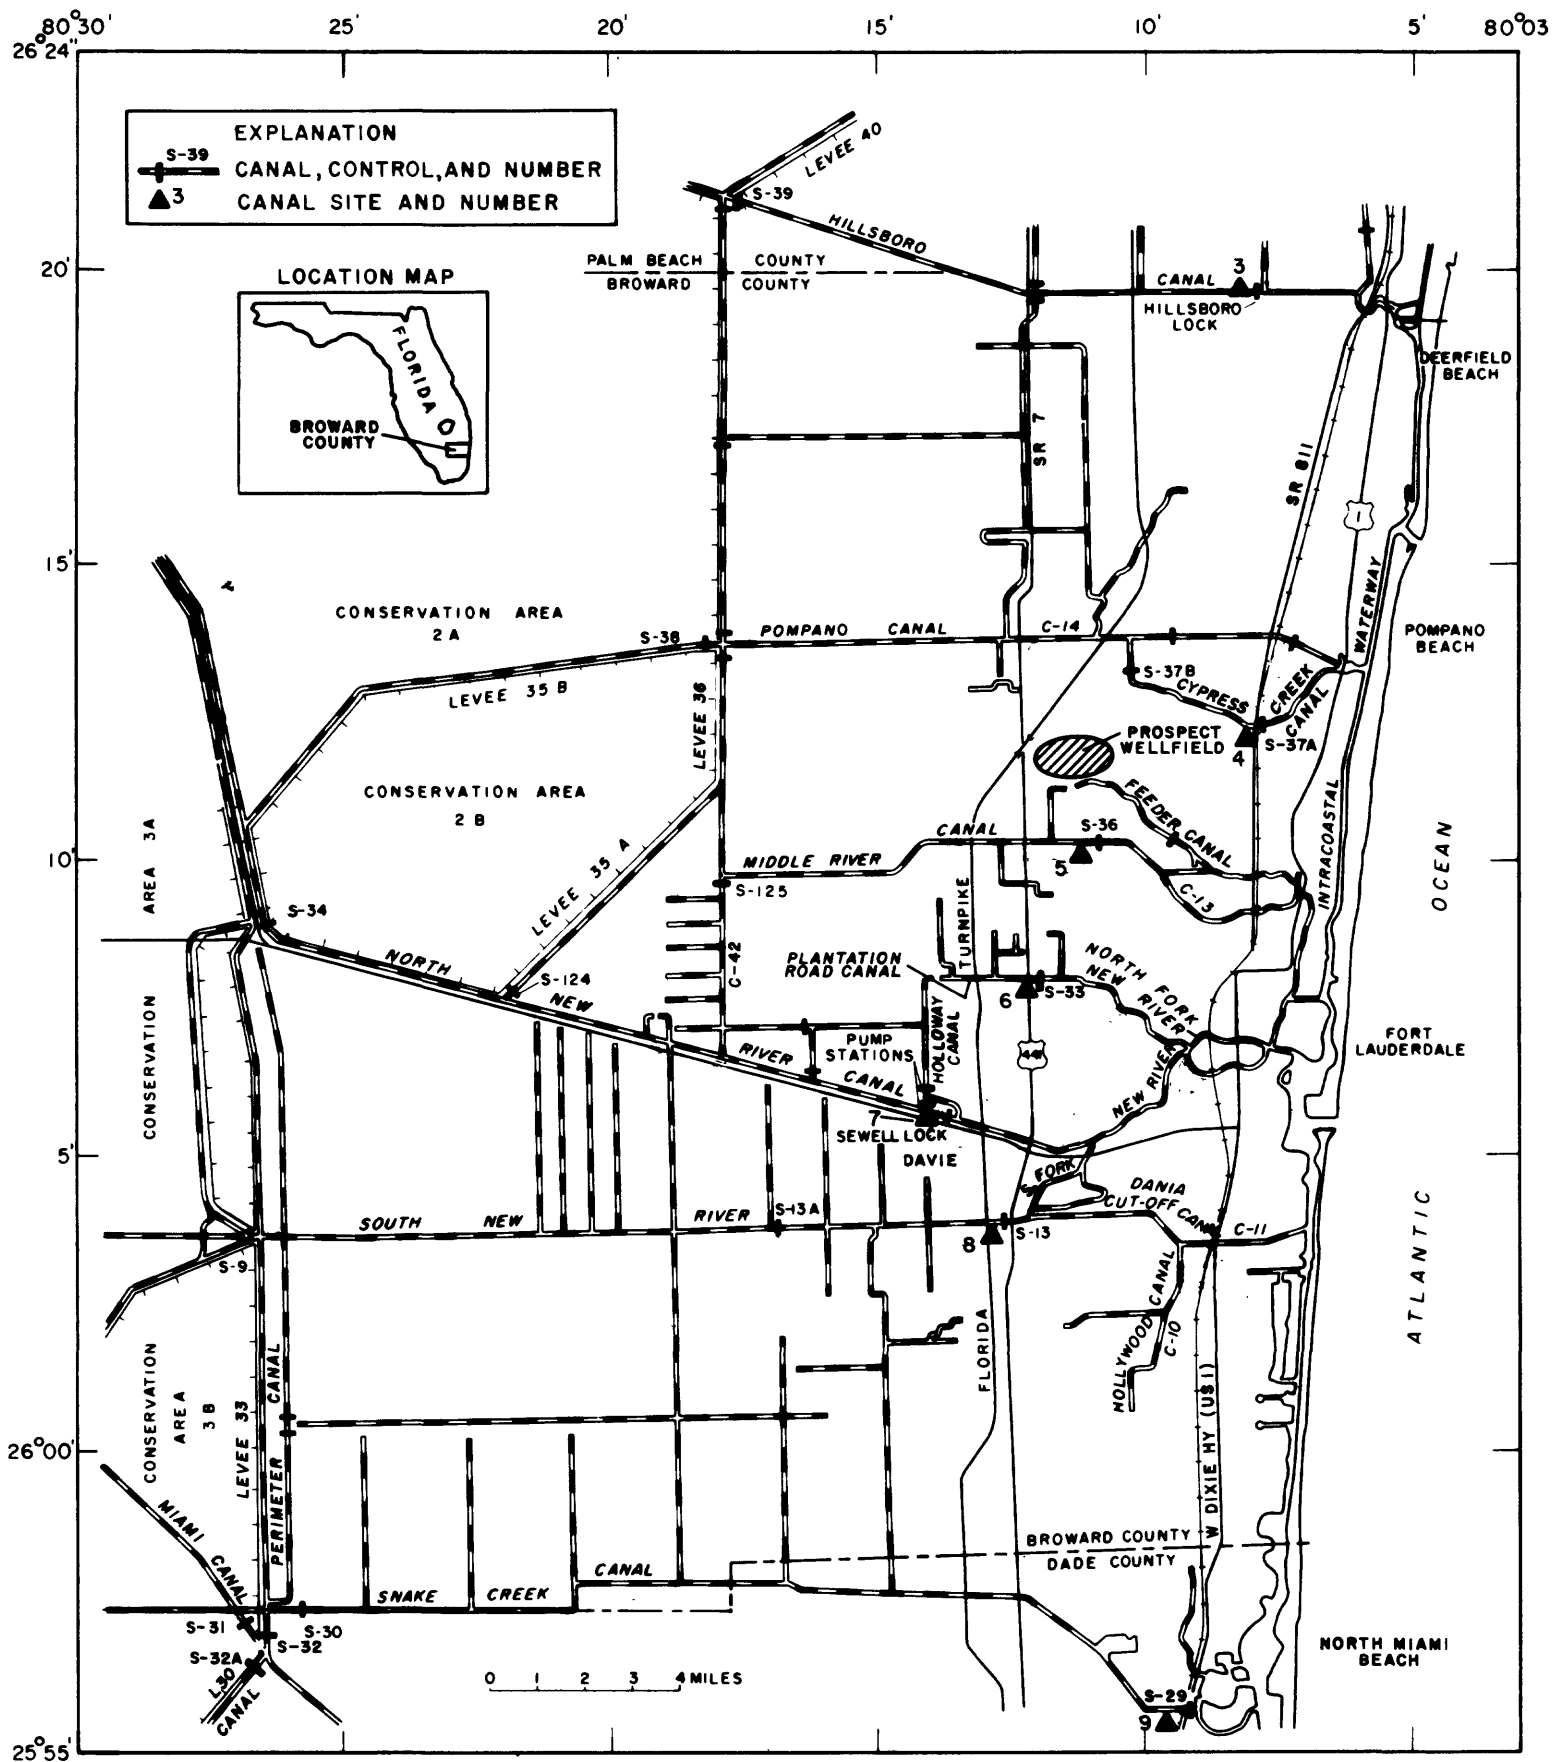 80°30'
25'
20'
15'
10'
5'
80°03
26°24"
EXPLANATION
S-39
CANAL, CONTROL, AND NUMBER
3
CANAL SITE AND NUMBER
LEVEE 40
S-39
HILLSBORO
PALM BEACH COUNTY
BROWARD COUNTY
20'
LOCATION MAP
FLORIDA
BROWARD
COUNTY
CANAL
3
HILLSBORO
LOCK
DEERFIELD
BEACH
SR 7
SR 811
1
15'
CONSERVATION AREA
2A
S-38
POMPANO CANAL
C-14
WATERWAY
POMPANO
BEACH
LEVEE 35 B
LEVEE 36
S-37B
CYPRESS
CREEK
CANAL
S-37A
4
PROSPECT
WELLFIELD
CONSERVATION AREA
2 B
FEEDER CANAL
S-36
CANAL
MIDDLE RIVER
5
C-13
INTRACOASTAL
OCEAN
10'
AREA 3A
LEVEE 35 A
S-125
S-34
NORTH
S-124
NEW
C-42
TURNPIKE
PLANTATION
ROAD CANAL
6
S-33
NORTH FORK
NEW RIVER
HOLLOWAY
CANAL
441
FORT
LAUDERDALE
CONSERVATION
PUMP
STATIONS
RIVER
CANAL
7
SEWELL LOCK
DAVIE
NEW RIVER
5'
S. FORK
DANIA
CUT-OFF CANAL
SOUTH NEW RIVER
S-13A
8
S-13
C-11
S-9
ATLANTIC
HOLLYWOOD CANAL
C-10
FLORIDA
W DIXIE HY (US 1)
CONSERVATION
AREA
3 B
LEVEE 33
PERIMETER CANAL
26°00'
MIAMI CANAL
BROWARD COUNTY
DADE COUNTY
SNAKE CREEK CANAL
S-31
S-30
S-32
S-32A
L30
CANAL
0 1 2 3 4 MILES
NORTH MIAMI
BEACH
S-29
9
25°55'